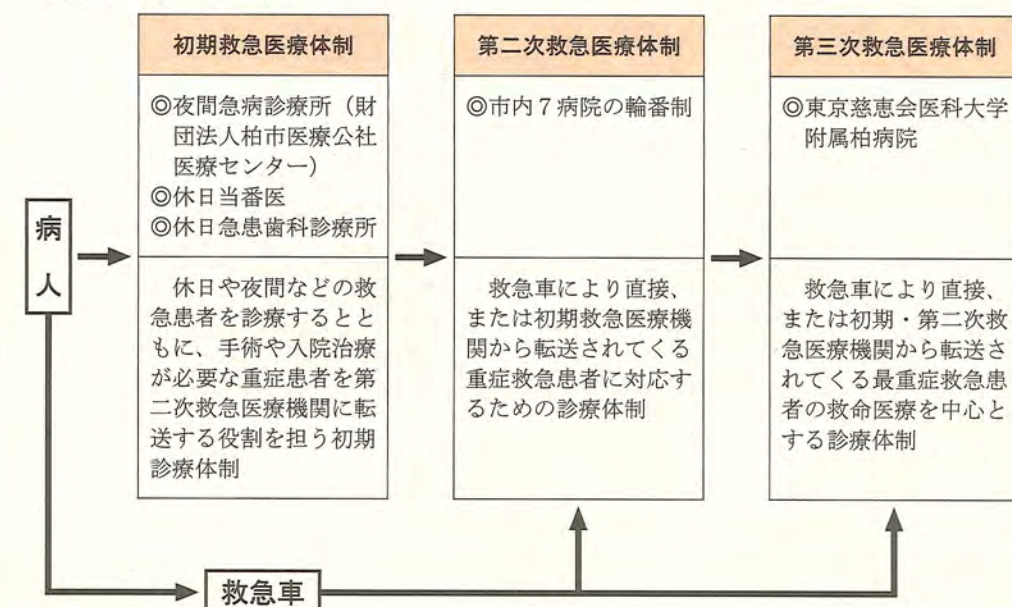 病
人
初期救急医療体制
◎夜間急病診療所（財
団法人柏市医療公社
医療センター）
◎休日当番医
◎休日急患歯科診療所
休日や夜間などの救
急患者を診療するとと
もに、手術や入院治療
が必要な重症患者を第
二次救急医療機関に転
送する役割を担う初期
診療体制
第二次救急医療体制
◎市内７病院の輪番制
救急車により直接、
または初期救急医療機
関から転送されてくる
重症救急患者に対応す
るための診療体制
第三次救急医療体制
◎東京慈恵会医科大学
附属柏病院
救急車により直接、
または初期・第二次救
急医療機関から転送さ
れてくる最重症救急患
者の救命医療を中心と
する診療体制
救急車